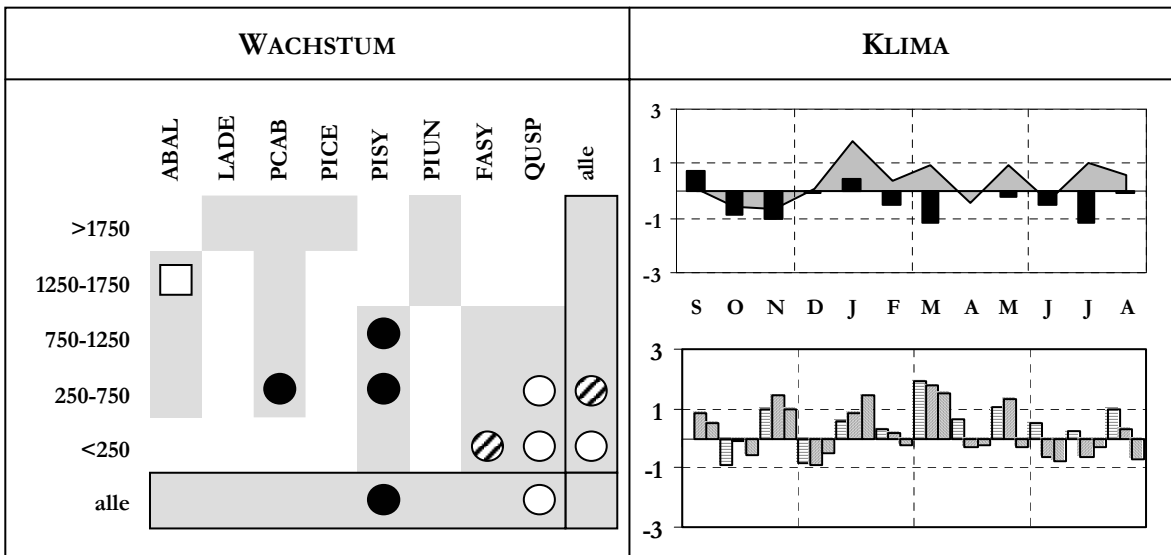 WACHSTUM
KLIMA
ABAL
LADE
PCAB
PICE
PISY
PIUN
FASY
QUSP
alle
>1750
1250-1750
750-1250
250-750
<250
alle
3
1
-1
-3
S O N D J F M A M J J A
3
1
-1
-3